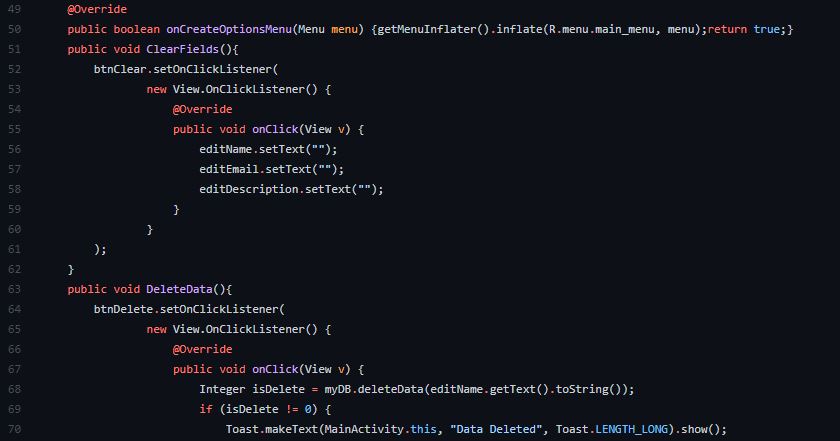 49 @Override
50 public boolean onCreateOptionsMenu(Menu menu) {getMenuInflater().inflate(R.menu.main_menu, menu);return true;}
51 public void ClearFields(){
52 btnClear.setOnClickListener(
53 new View.OnClickListener() {
54 @Override
55 public void onClick(View v) {
56 editName.setText("");
57 editEmail.setText("");
58 editDescription.setText("");
59 }
60 }
61 );
62 }
63 public void DeleteData(){
64 btnDelete.setOnClickListener(
65 new View.OnClickListener() {
66 @Override
67 public void onClick(View v) {
68 Integer isDelete = myDB.deleteData(editName.getText().toString());
69 if (isDelete != 0) {
70 Toast.makeText(MainActivity.this, "Data Deleted", Toast.LENGTH_LONG).show();